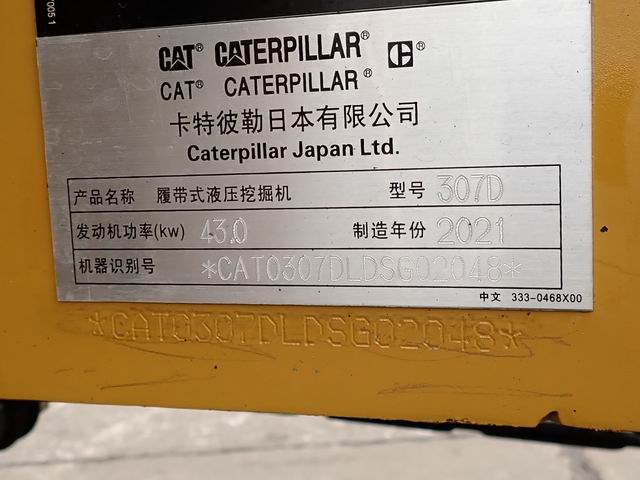 7005 1
CAT® CATERPILLAR® C®
CAT® CATERPILLAR®
卡特彼勒日本有限公司
Caterpillar Japan Ltd.
产品名称 履带式液压挖掘机 型号 307D
发动机功率(kw) 43.0 制造年份 2021
机器识别号 *CAT0307DLDSG02048*
中文 333-0468X00
*CAT0307DLDSG02048*